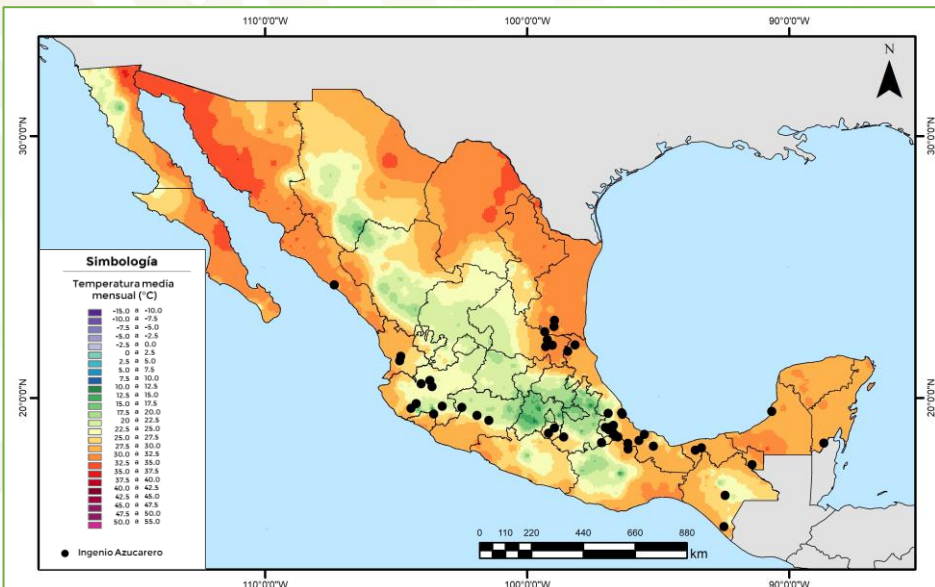 110°0'0"W 100°0'0"W 90°0'0"W
N
30°0'0"N 30°0'0"N
20°0'0"N 20°0'0"N
Simbología
Temperatura media
mensual (°C)
-15.0 a -10.0
-10.0 a -7.5
-7.5 a -5.0
-5.0 a -2.5
-2.5 a 0.0
0 a 2.5
2.5 a 5.0
5.0 a 7.5
7.5 a 10.0
10.0 a 12.5
12.5 a 15.0
15.0 a 17.5
17.5 a 20.0
20 a 22.5
22.5 a 25.0
25.0 a 27.5
27.5 a 30.0
30.0 a 32.5
32.5 a 35.0
35.0 a 37.5
37.5 a 40.0
40.0 a 42.5
42.5 a 45.0
45.0 a 47.5
47.5 a 50.0
50.0 a 55.0
Ingenio Azucarero
0 110 220 440 660 880
km
110°0'0"W 100°0'0"W 90°0'0"W